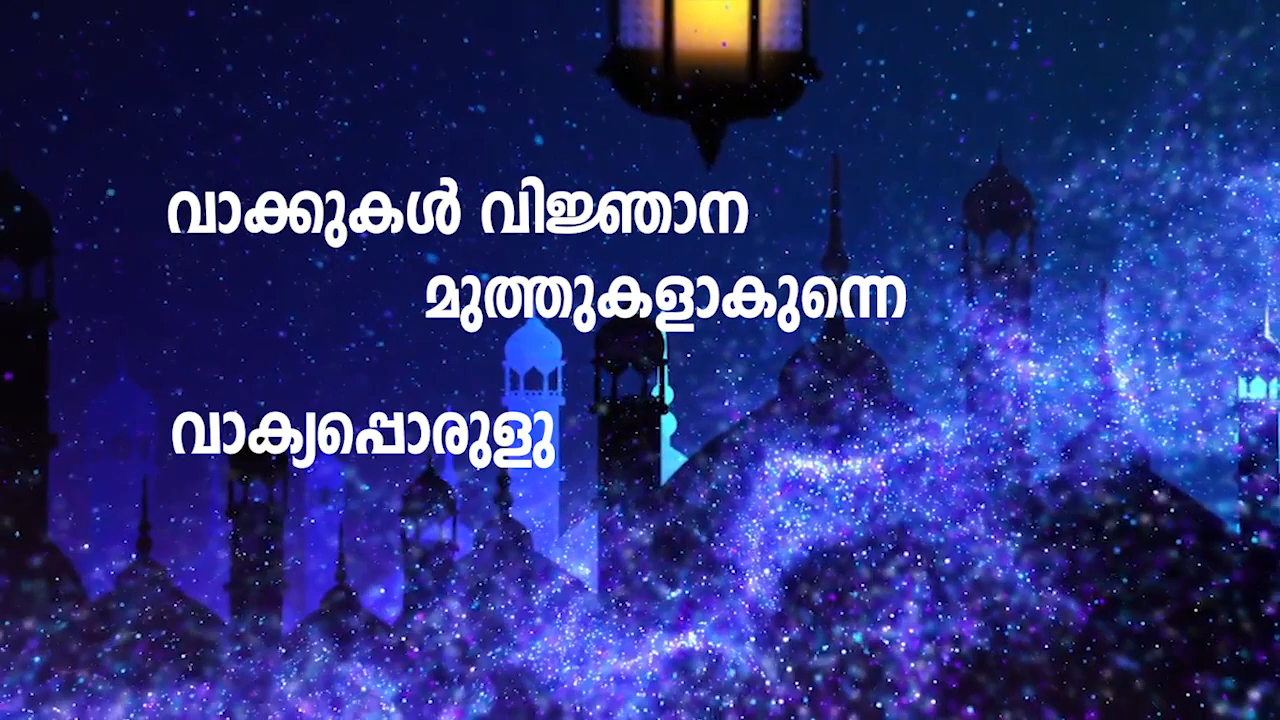 വാക്കുകൾ വിജ്ഞാന
മുത്തുകളാകുന്നെ
വാക്യപ്പൊരുളു